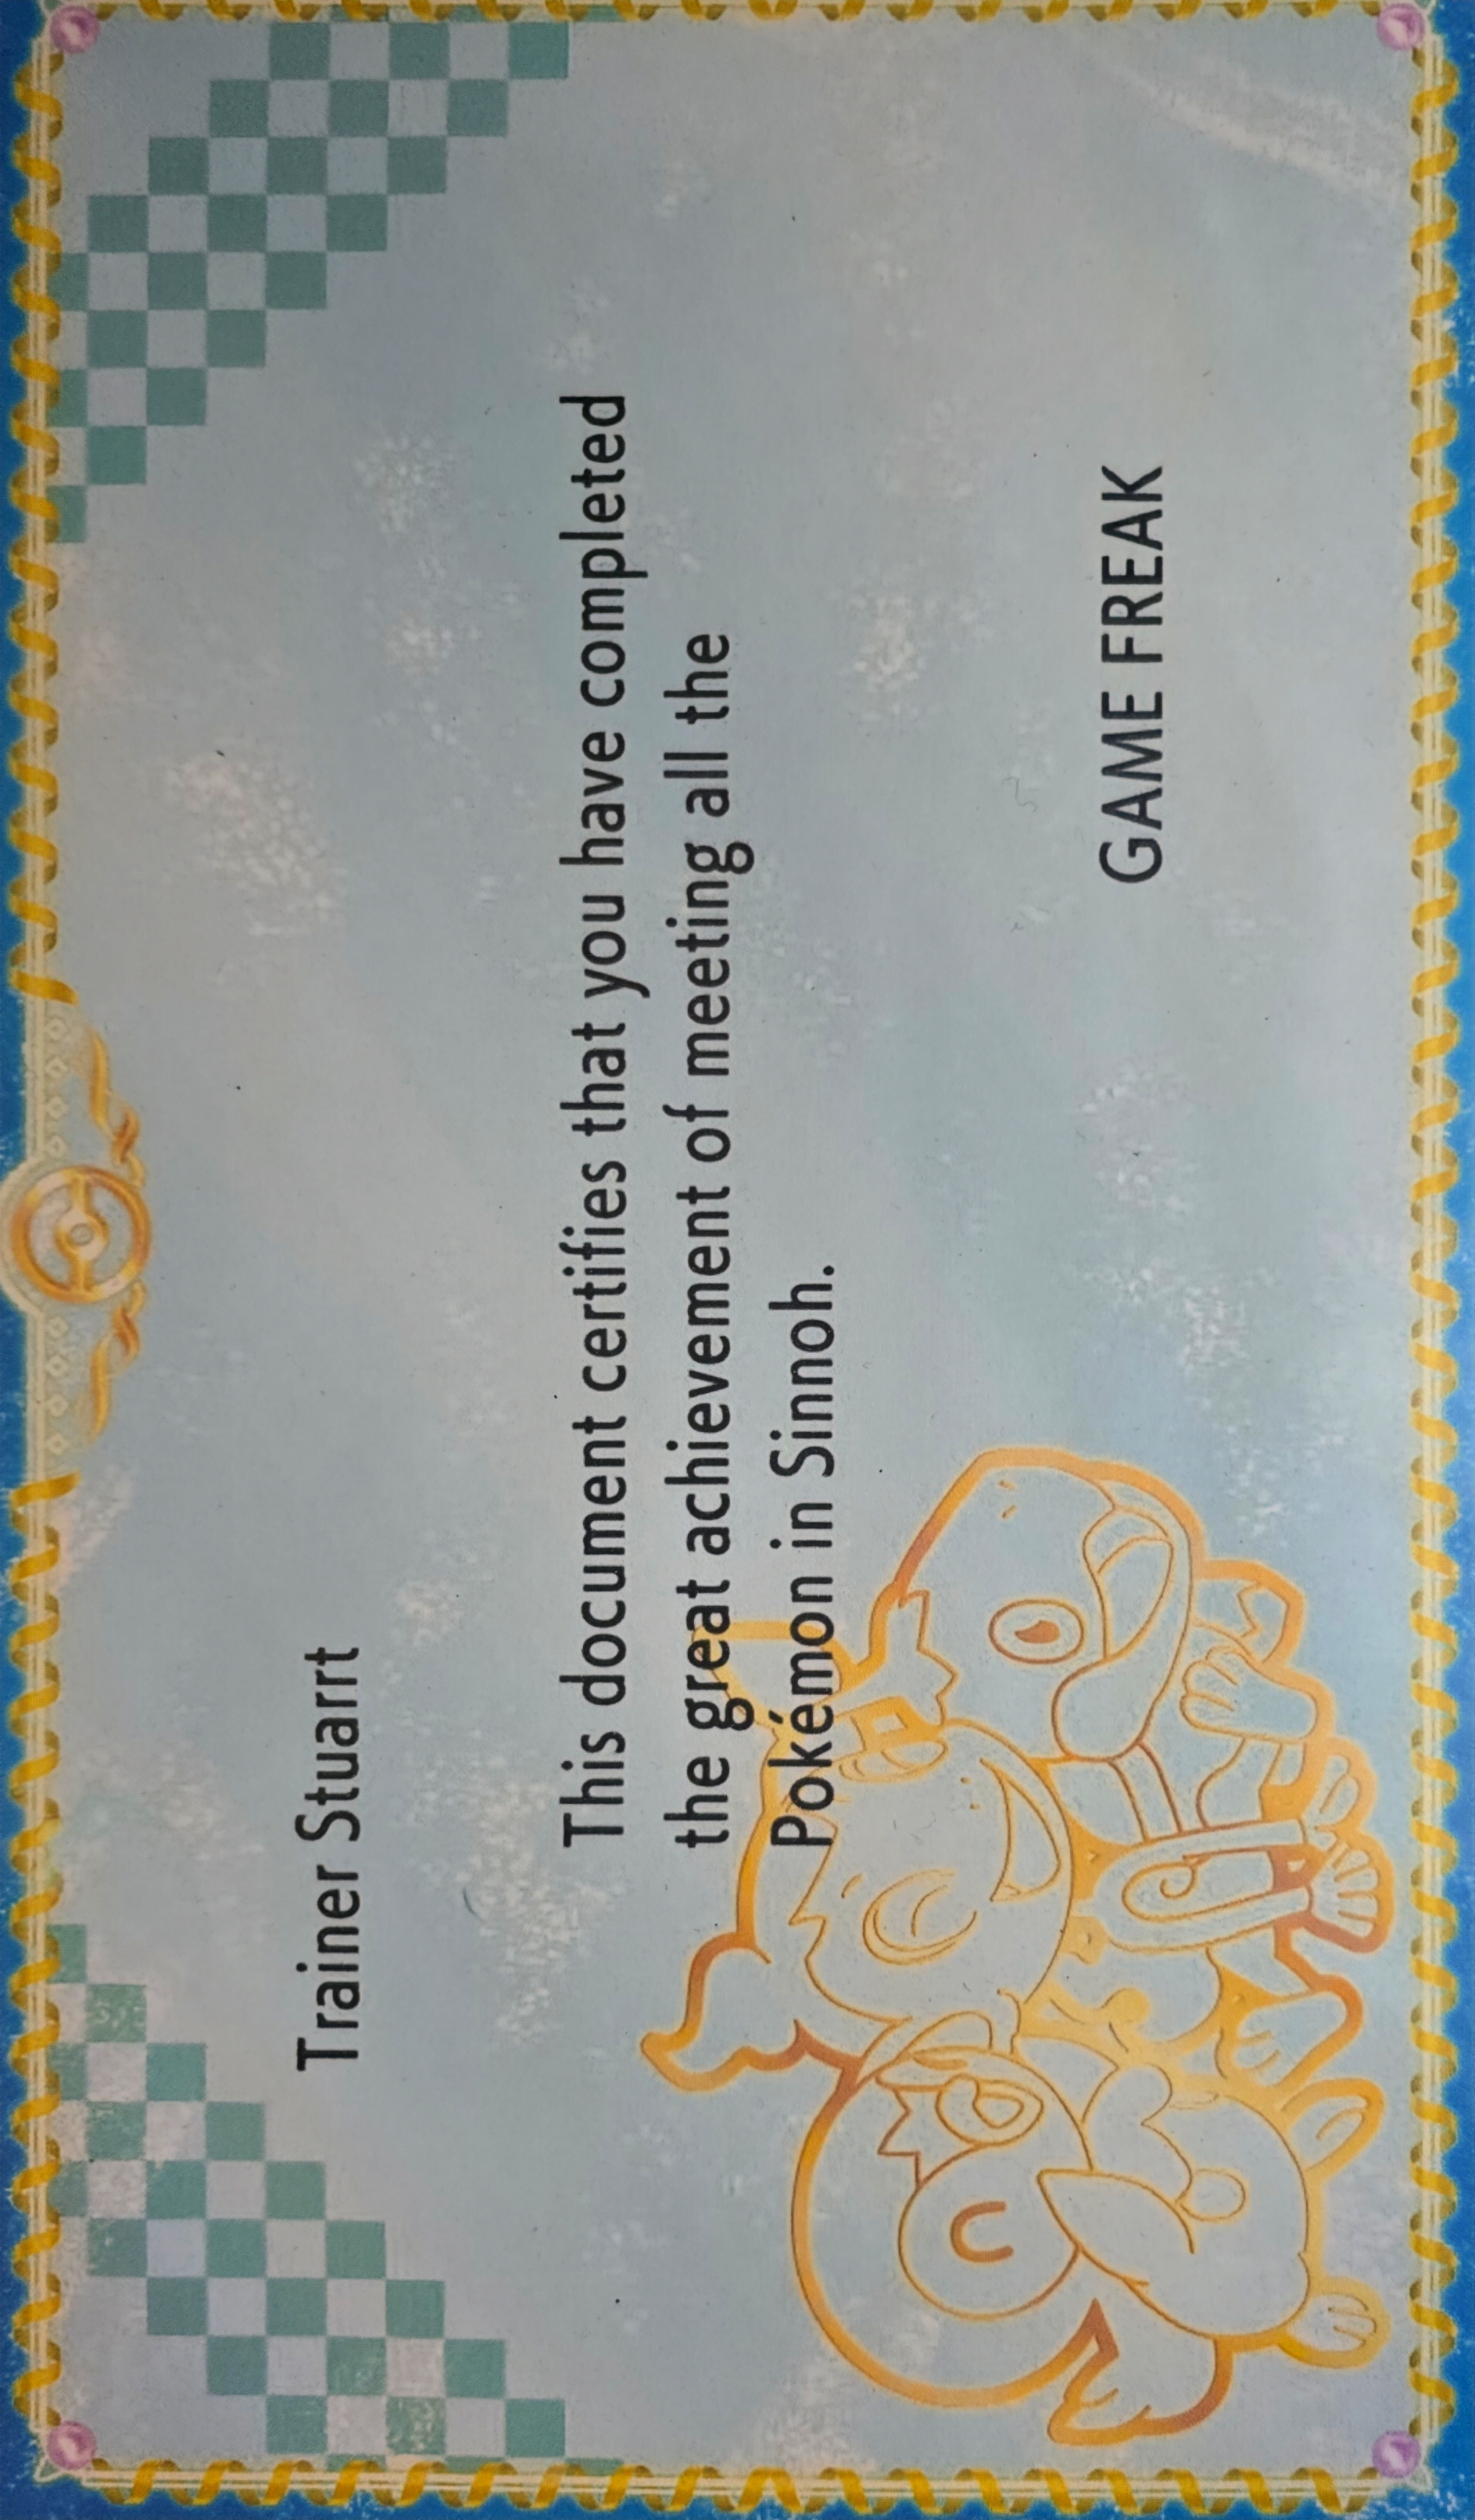 Trainer Stuarrt
This document certifies that you have completed
the great achievement of meeting all the
Pokémon in Sinnoh.
GAME FREAK